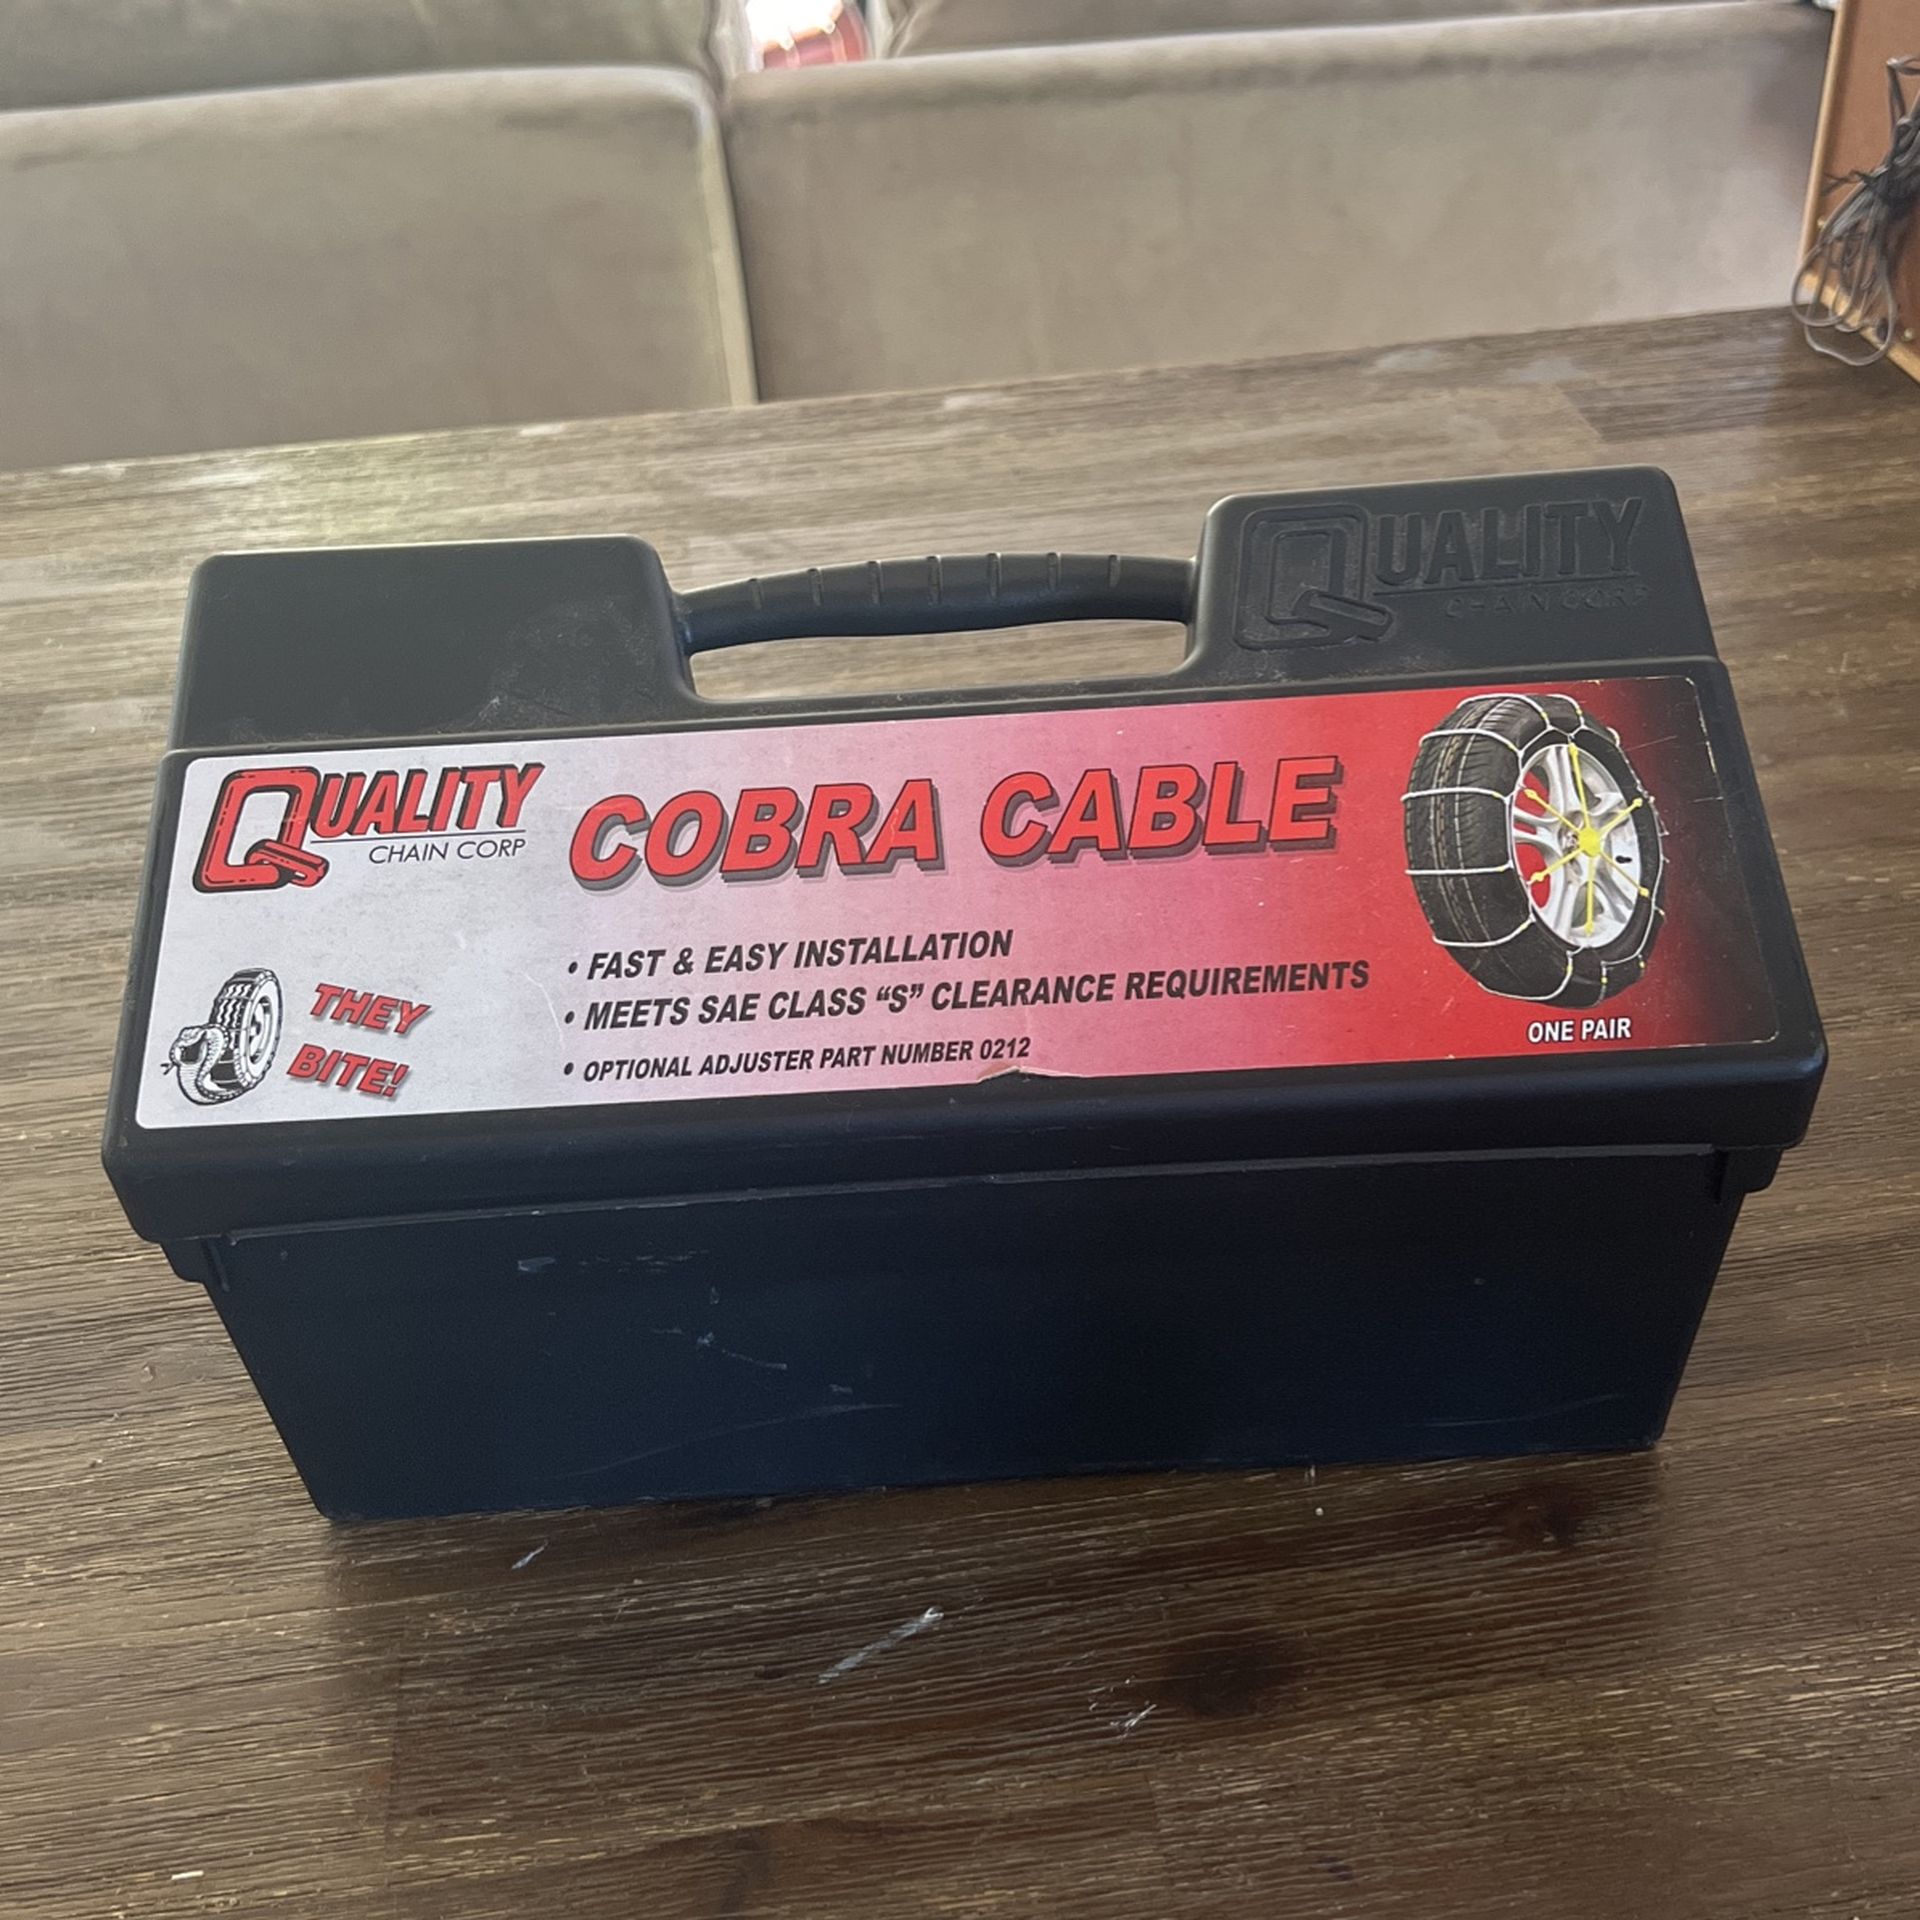 QUALITY
CHAIN CORP
QUALITY
CHAIN CORP
COBRA CABLE
• FAST & EASY INSTALLATION
• MEETS SAE CLASS “S” CLEARANCE REQUIREMENTS
• OPTIONAL ADJUSTER PART NUMBER 0212
THEY
BITE!
ONE PAIR